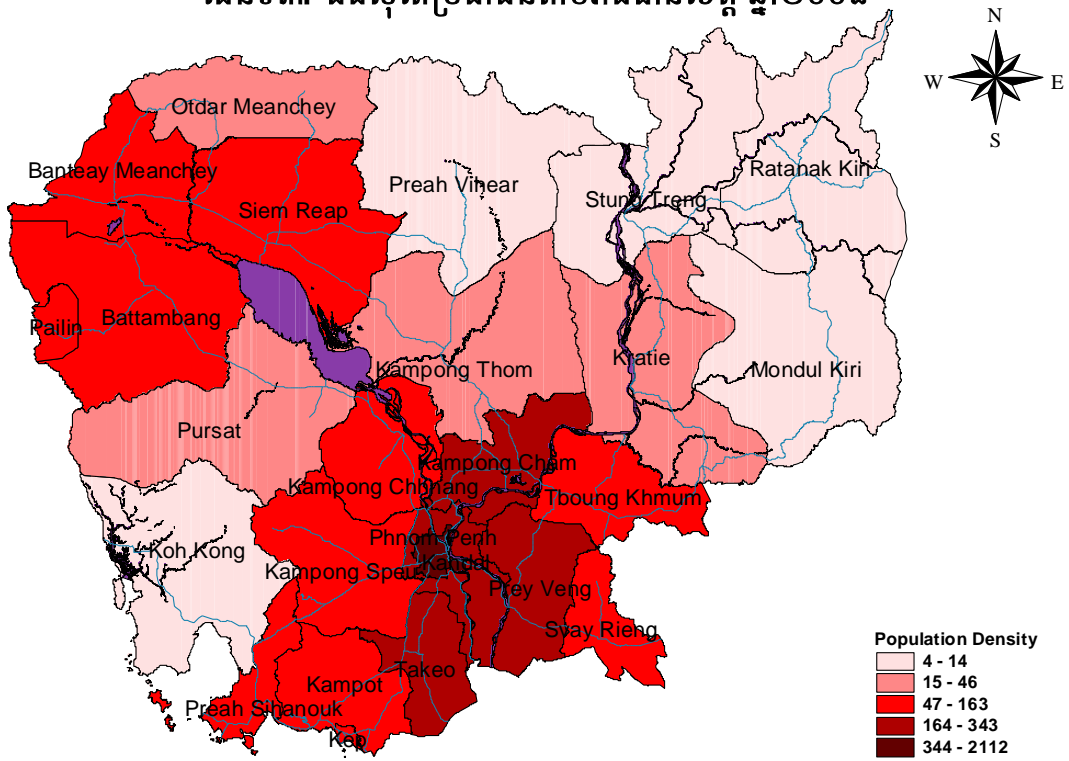 N
W E
S
Otdar Meanchey
Banteay Meanchey
Siem Reap
Preah Vihear
Stung Treng
Ratanak Kiri
Pailin
Battambang
Kampong Thom
Kratie
Mondul Kiri
Pursat
Kampong Cham
Kampong Chhnang
Tboung Khmum
Koh Kong
Phnom Penh
Kandal
Kampong Speu
Prey Veng
Svay Rieng
Takeo
Kampot
Preah Sihanouk
Kep
Population Density
4 - 14
15 - 46
47 - 163
164 - 343
344 - 2112